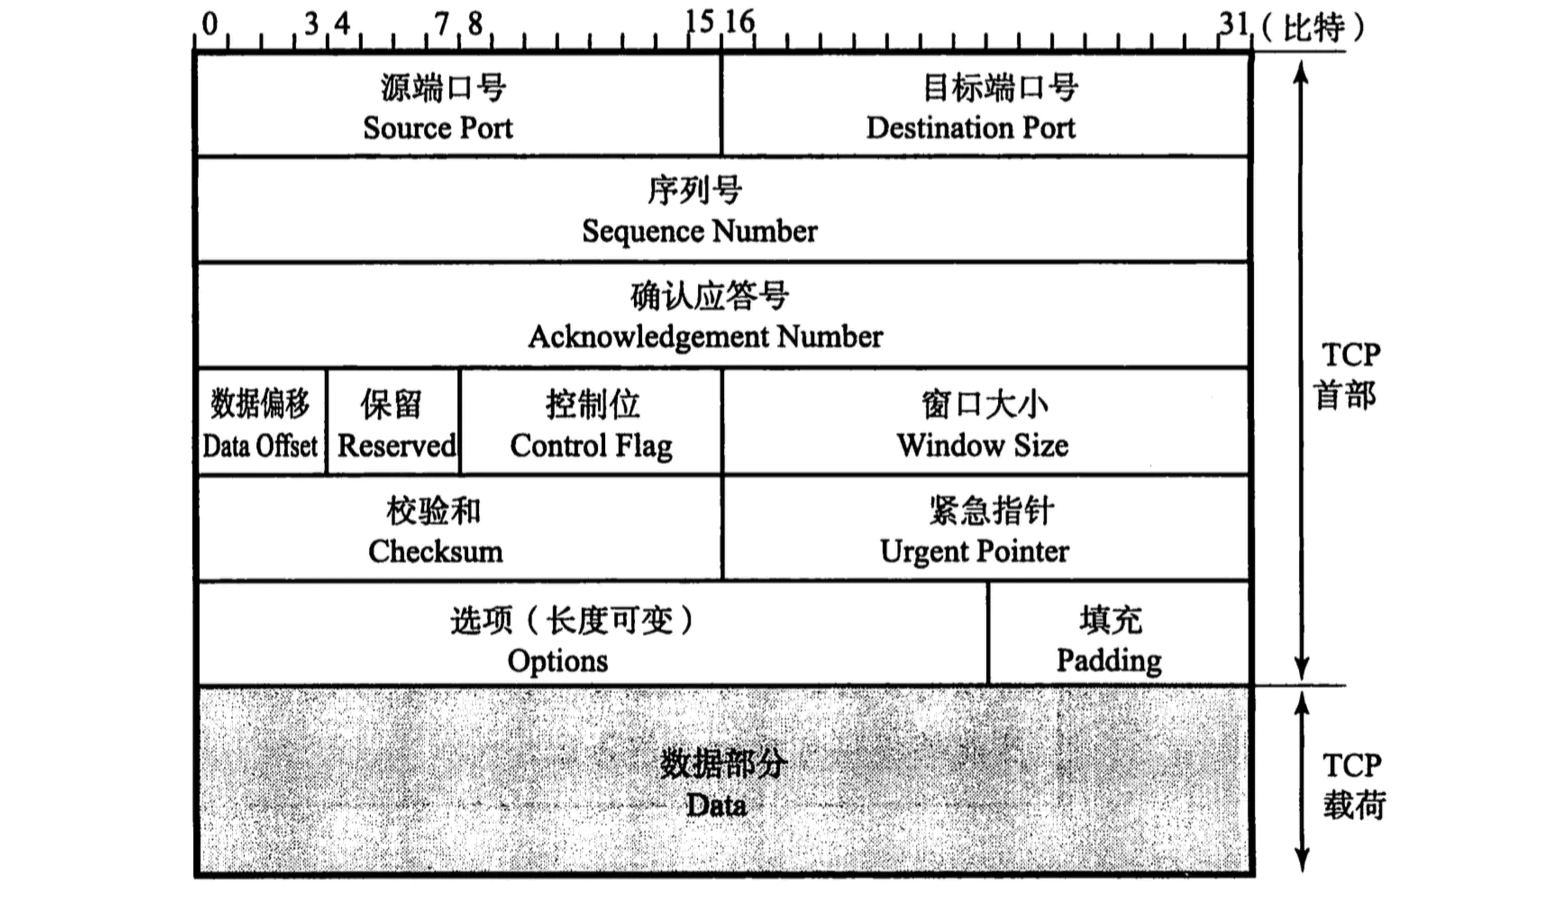 0 3 4 7 8 15 16 31 (比特)
源端口号
Source Port
目标端口号
Destination Port
序列号
Sequence Number
确认应答号
Acknowledgement Number
数据偏移
Data Offset
保留
Reserved
控制位
Control Flag
窗口大小
Window Size
校验和
Checksum
紧急指针
Urgent Pointer
选项(长度可变)
Options
填充
Padding
TCP
首部
数据部分
Data
TCP
载荷